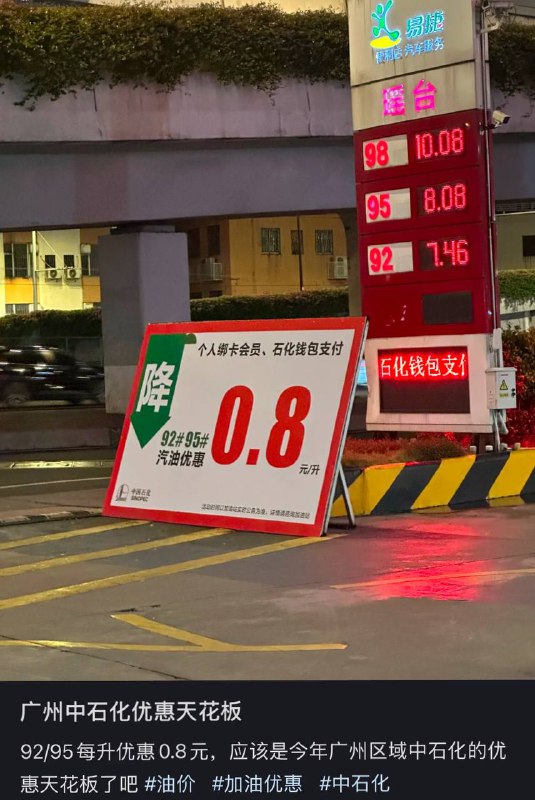 易捷
便利店 汽车服务
煙台
98 10.08
95 8.08
92 7.46
石化钱包支付
个人绑卡会员、石化钱包支付
降
92#95#
汽油优惠
0.8
元/升
中国石化
SINOPEC
广州中石化优惠天花板
92/95每升优惠0.8元，应该是今年广州区域中石化的优
惠天花板了吧 #油价 #加油优惠 #中石化